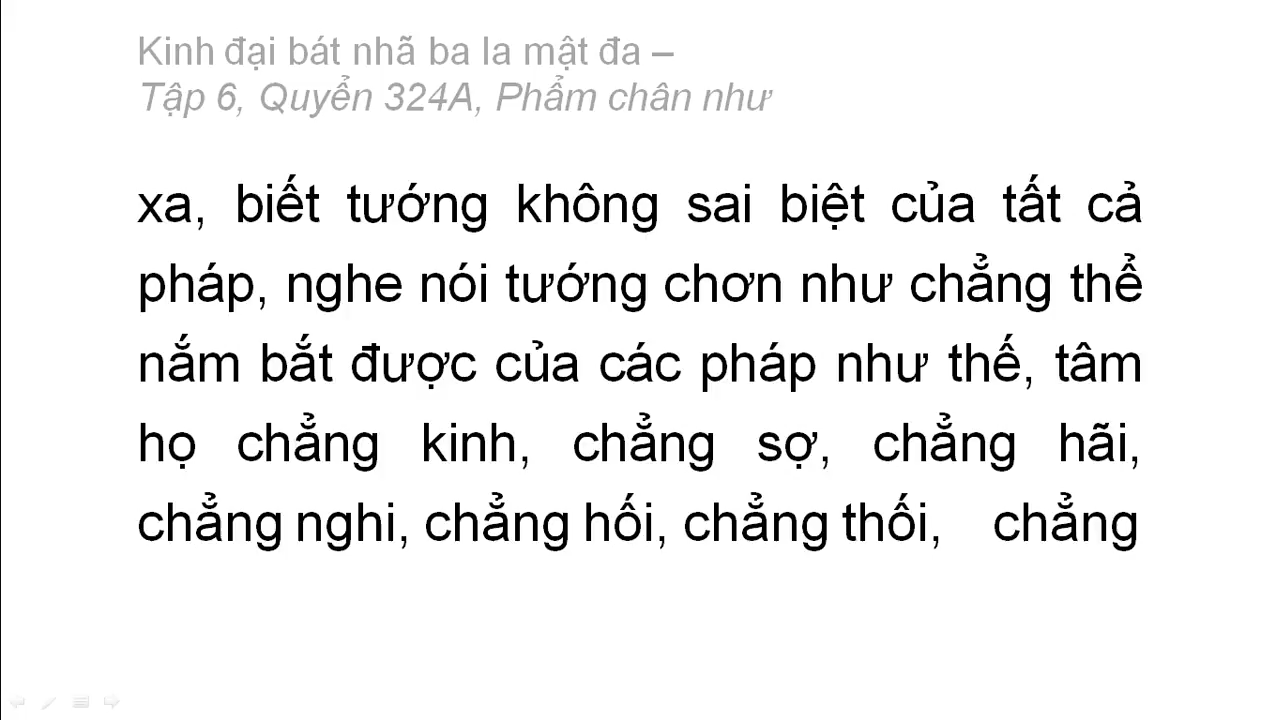 Kinh đại bát nhã ba la mật đa –
Tập 6, Quyển 324A, Phẩm chân như
xa, biết tướng không sai biệt của tất cả
pháp, nghe nói tướng chơn như chẳng thể
nắm bắt được của các pháp như thế, tâm
họ chẳng kinh, chẳng sợ, chẳng hãi,
chẳng nghi, chẳng hối, chẳng thối, chẳng